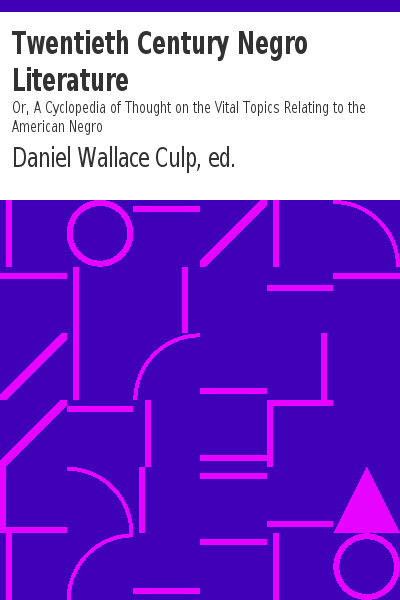 Twentieth Century Negro
Literature
Or, A Cyclopedia of Thought on the Vital Topics Relating to the
American Negro
Daniel Wallace Culp, ed.